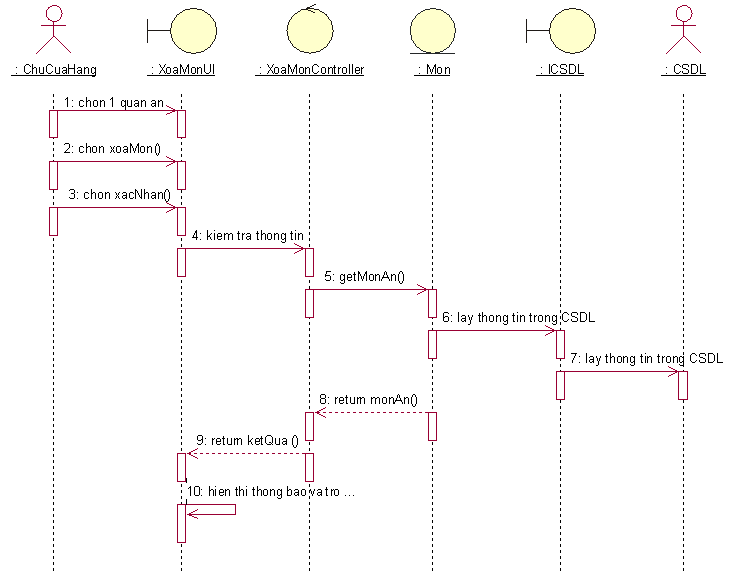 : ChuCuaHang
: XoaMonUI
: XoaMonController
: Mon
: ICSDL
: CSDL
1: chon 1 quan an
2: chon xoaMon()
3: chon xacNhan()
4: kiem tra thong tin
5: getMonAn()
6: lay thong tin trong CSDL
7: lay thong tin trong CSDL
8: return monAn()
9: return ketQua ()
10: hien thi thong bao va tro ...